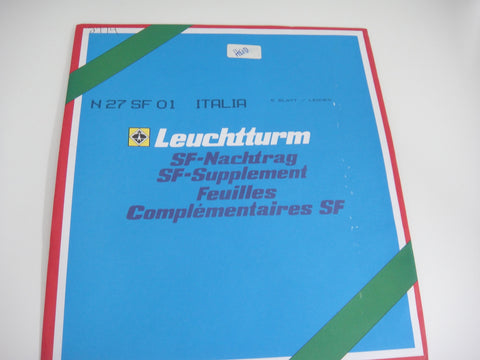 N 27 SF 01 ITALIA
Leuchtturm
SF-Nachtrag
SF-Supplement
Feuilles
Complémentaires SF